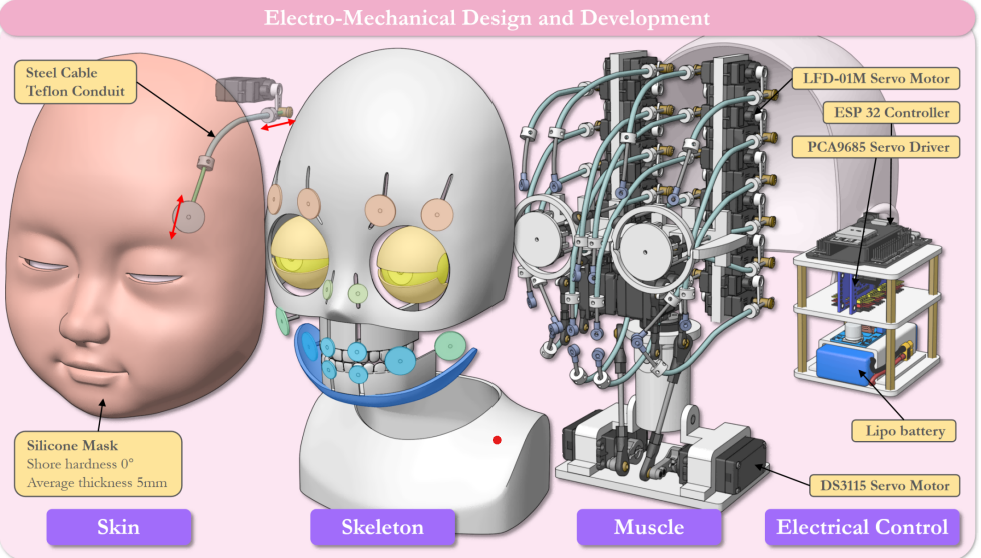 Electro-Mechanical Design and Development
Steel Cable
Teflon Conduit
LFD-01M Servo Motor
ESP 32 Controller
PCA9685 Servo Driver
Lipo battery
Silicone Mask
Shore hardness 0°
Average thickness 5mm
DS3115 Servo Motor
Skin
Skeleton
Muscle
Electrical Control